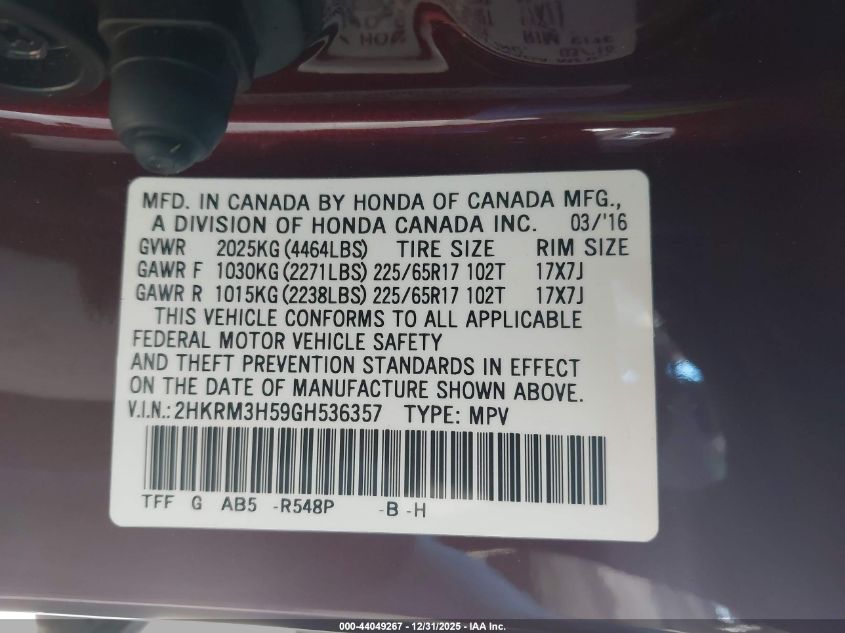 MFD. IN CANADA BY HONDA OF CANADA MFG.,
A DIVISION OF HONDA CANADA INC. 03/'16
GVWR 2025KG (4464LBS) TIRE SIZE RIM SIZE
GAWR F 1030KG (2271LBS) 225/65R17 102T 17X7J
GAWR R 1015KG (2238LBS) 225/65R17 102T 17X7J
THIS VEHICLE CONFORMS TO ALL APPLICABLE
FEDERAL MOTOR VEHICLE SAFETY
AND THEFT PREVENTION STANDARDS IN EFFECT
ON THE DATE OF MANUFACTURE SHOWN ABOVE.
V.I.N.: 2HKRM3H59GH536357 TYPE: MPV
TFF G AB5 -R548P -B -H
000-44049267 - 12/31/2025 - IAA Inc.